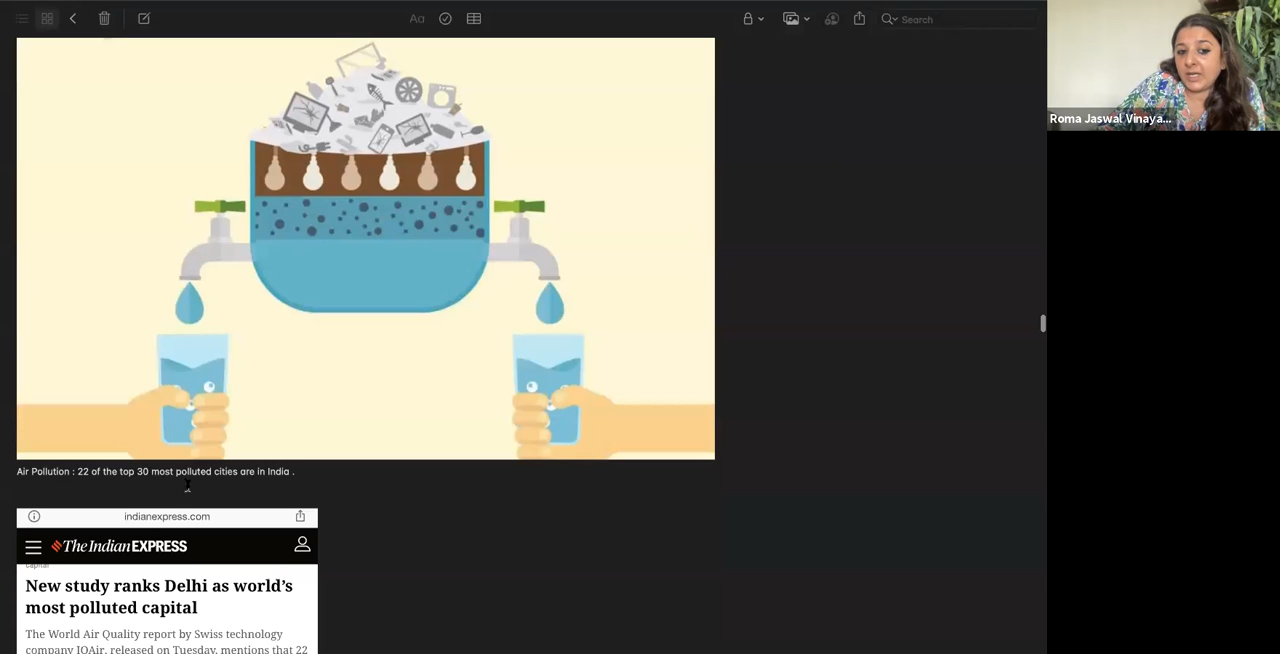 Aa
Search
Roma Jaswal Vinaya...
Air Pollution : 22 of the top 30 most polluted cities are in India .
indianexpress.com
The Indian EXPRESS
capital
New study ranks Delhi as world's
most polluted capital
The World Air Quality report by Swiss technology
company IQAir, released on Tuesday, mentions that 22